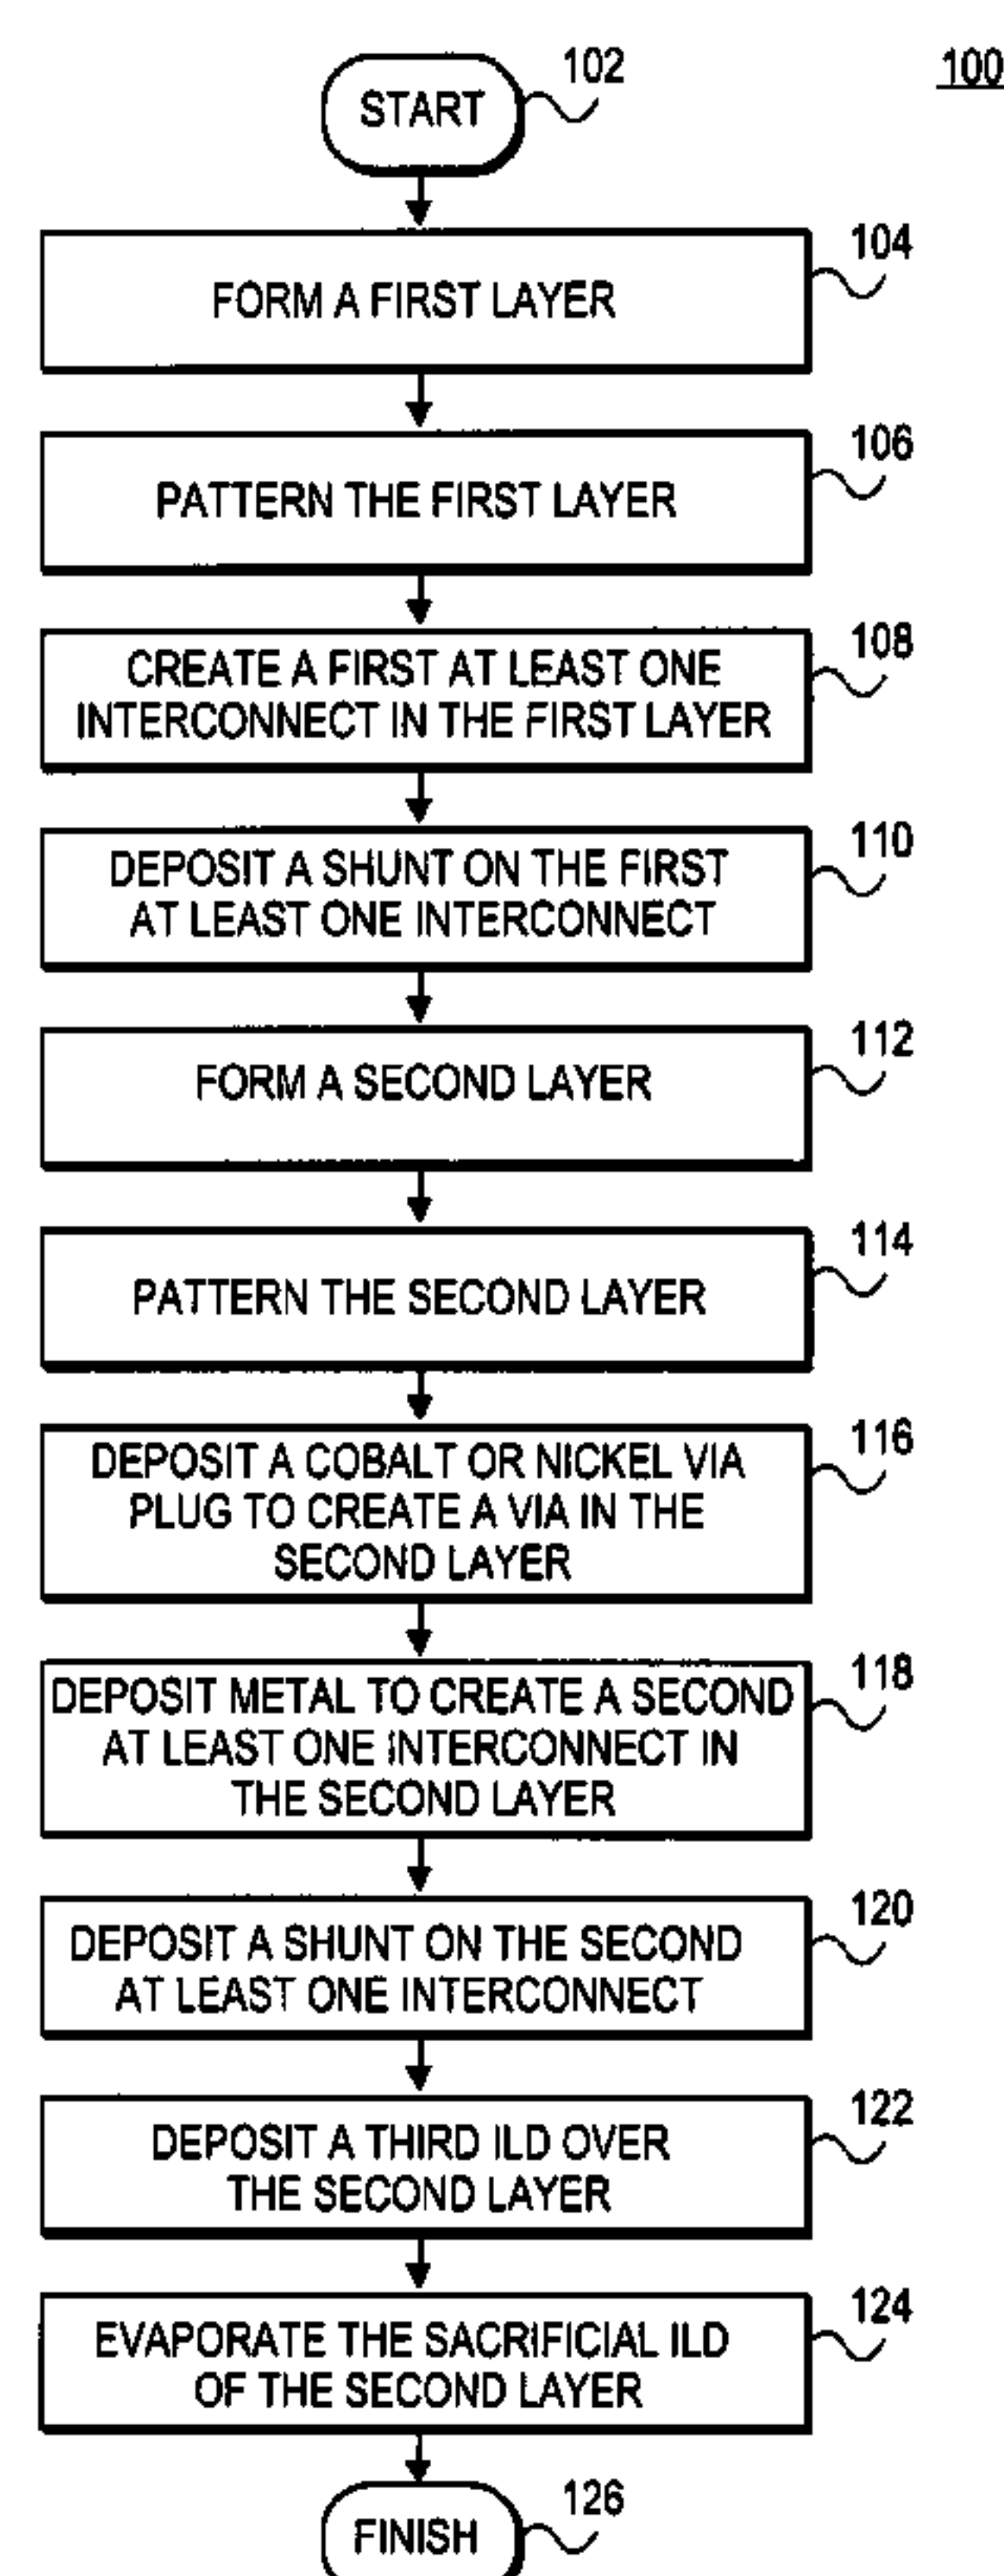 100
START 102
FORM A FIRST LAYER 104
PATTERN THE FIRST LAYER 106
CREATE A FIRST AT LEAST ONE 108
INTERCONNECT IN THE FIRST LAYER
DEPOSIT A SHUNT ON THE FIRST 110
AT LEAST ONE INTERCONNECT
FORM A SECOND LAYER 112
PATTERN THE SECOND LAYER 114
DEPOSIT A COBALT OR NICKEL VIA 116
PLUG TO CREATE A VIA IN THE
SECOND LAYER
DEPOSIT METAL TO CREATE A SECOND 118
AT LEAST ONE INTERCONNECT IN
THE SECOND LAYER
DEPOSIT A SHUNT ON THE SECOND 120
AT LEAST ONE INTERCONNECT
DEPOSIT A THIRD ILD OVER 122
THE SECOND LAYER
EVAPORATE THE SACRIFICIAL ILD 124
OF THE SECOND LAYER
FINISH 126